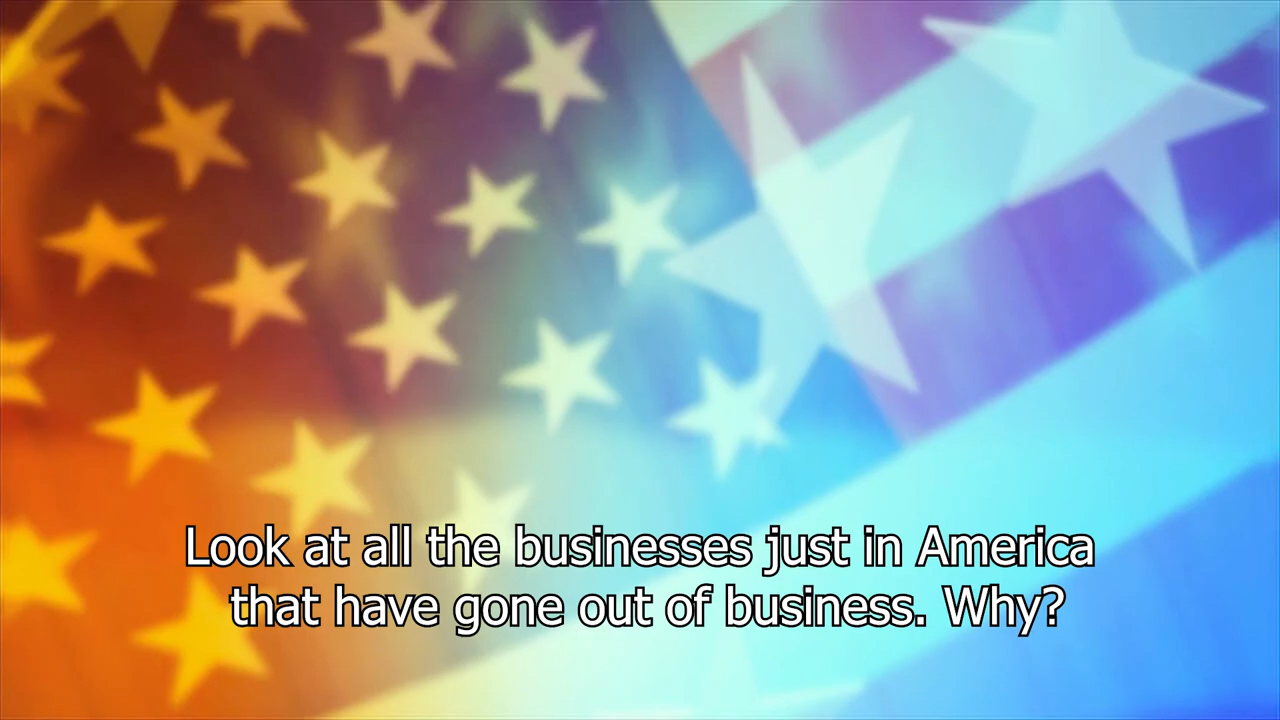 Look at all the businesses just in America
that have gone out of business. Why?